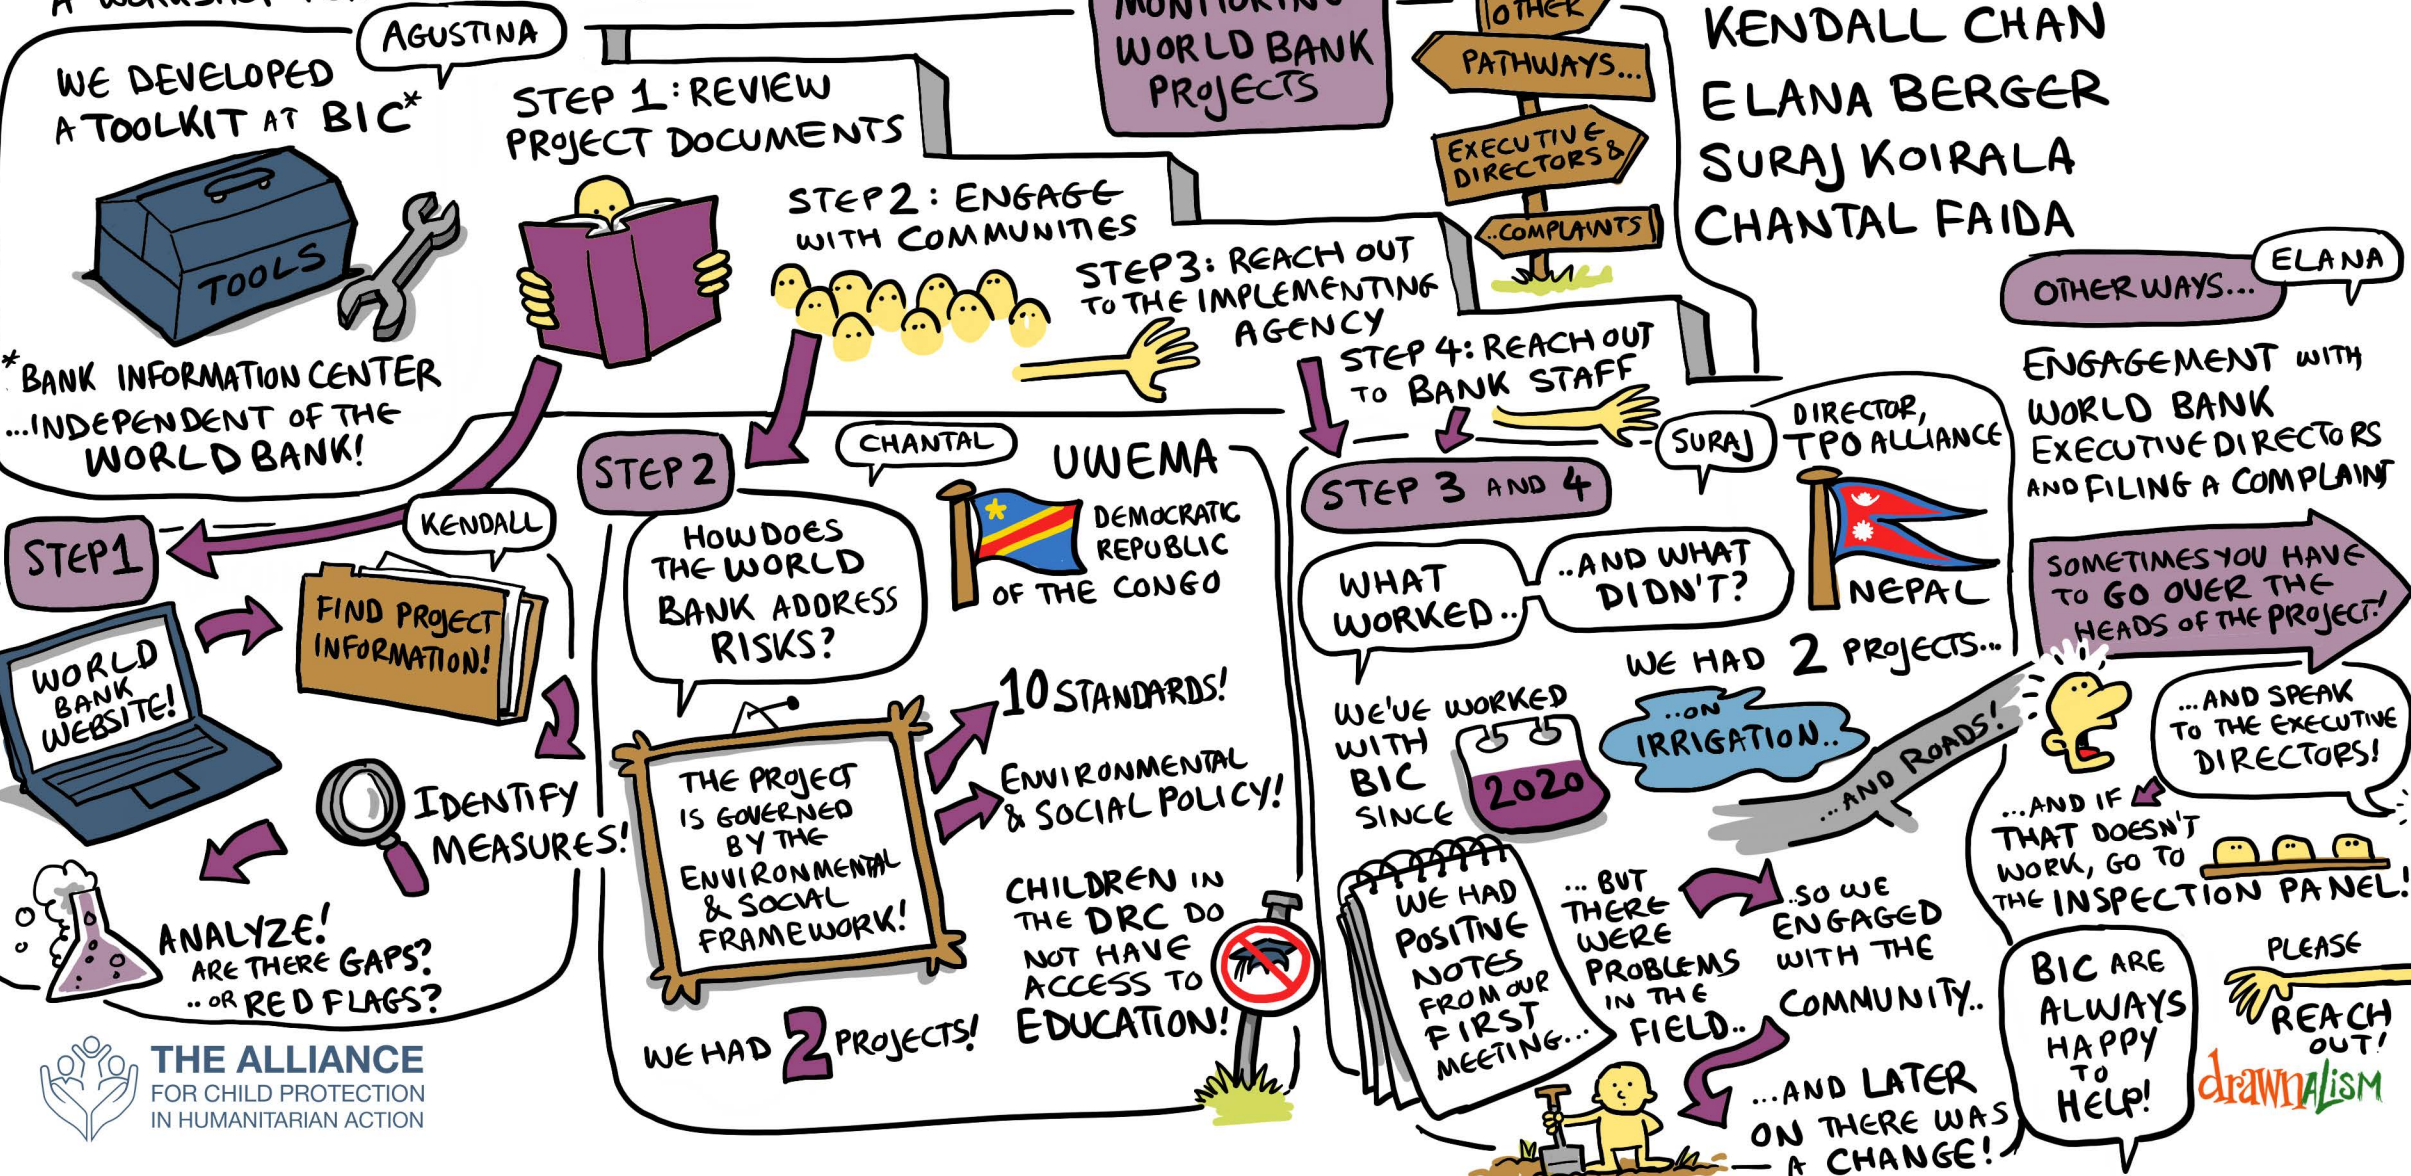 A WORKSHOP
AGUSTINA
WE DEVELOPED
A TOOLKIT AT BIC*
TOOLS
*BANK INFORMATION CENTER
...INDEPENDENT OF THE
WORLD BANK!
MONITORING
WORLD BANK
PROJECTS
STEP 1: REVIEW
PROJECT DOCUMENTS
STEP 2: ENGAGE
WITH COMMUNITIES
STEP 3: REACH OUT
TO THE IMPLEMENTING
AGENCY
STEP 4: REACH OUT
TO BANK STAFF
OTHER
PATHWAYS...
EXECUTIVE
DIRECTORS &
..COMPLAINTS
KENDALL CHAN
ELANA BERGER
SURAJ KOIRALA
CHANTAL FAIDA
STEP 1
KENDALL
WORLD
BANK
WEBSITE!
FIND PROJECT
INFORMATION!
IDENTIFY
MEASURES!
ANALYZE!
ARE THERE GAPS?
.. OR RED FLAGS?
STEP 2
CHANTAL
UWEMA
DEMOCRATIC
REPUBLIC
OF THE CONGO
HOW DOES
THE WORLD
BANK ADDRESS
RISKS?
THE PROJECT
IS GOVERNED
BY THE
ENVIRONMENTAL
& SOCIAL
FRAMEWORK!
10 STANDARDS!
ENVIRONMENTAL
& SOCIAL POLICY!
CHILDREN IN
THE DRC DO
NOT HAVE
ACCESS TO
EDUCATION!
WE HAD 2 PROJECTS!
STEP 3 AND 4
SURAJ
DIRECTOR,
TPO ALLIANCE
NEPAL
WHAT
WORKED..
..AND WHAT
DIDN'T?
WE'VE WORKED
WITH
BIC
SINCE
2020
WE HAD 2 PROJECTS...
..ON
IRRIGATION..
...AND ROADS!
WE HAD
POSITIVE
NOTES
FROM OUR
FIRST
MEETING...
... BUT
THERE
WERE
PROBLEMS
IN THE
FIELD..
..SO WE
ENGAGED
WITH THE
COMMUNITY..
...AND LATER
ON THERE WAS
A CHANGE!
OTHER WAYS...
ELANA
ENGAGEMENT WITH
WORLD BANK
EXECUTIVE DIRECTORS
AND FILING A COMPLAINT
SOMETIMES YOU HAVE
TO GO OVER THE
HEADS OF THE PROJECT!
...AND SPEAK
TO THE EXECUTIVE
DIRECTORS!
...AND IF
THAT DOESN'T
WORK, GO TO
THE INSPECTION PANEL!
BIC ARE
ALWAYS
HAPPY
TO
HELP!
PLEASE
REACH
OUT!
THE ALLIANCE
FOR CHILD PROTECTION
IN HUMANITARIAN ACTION
drawnalism